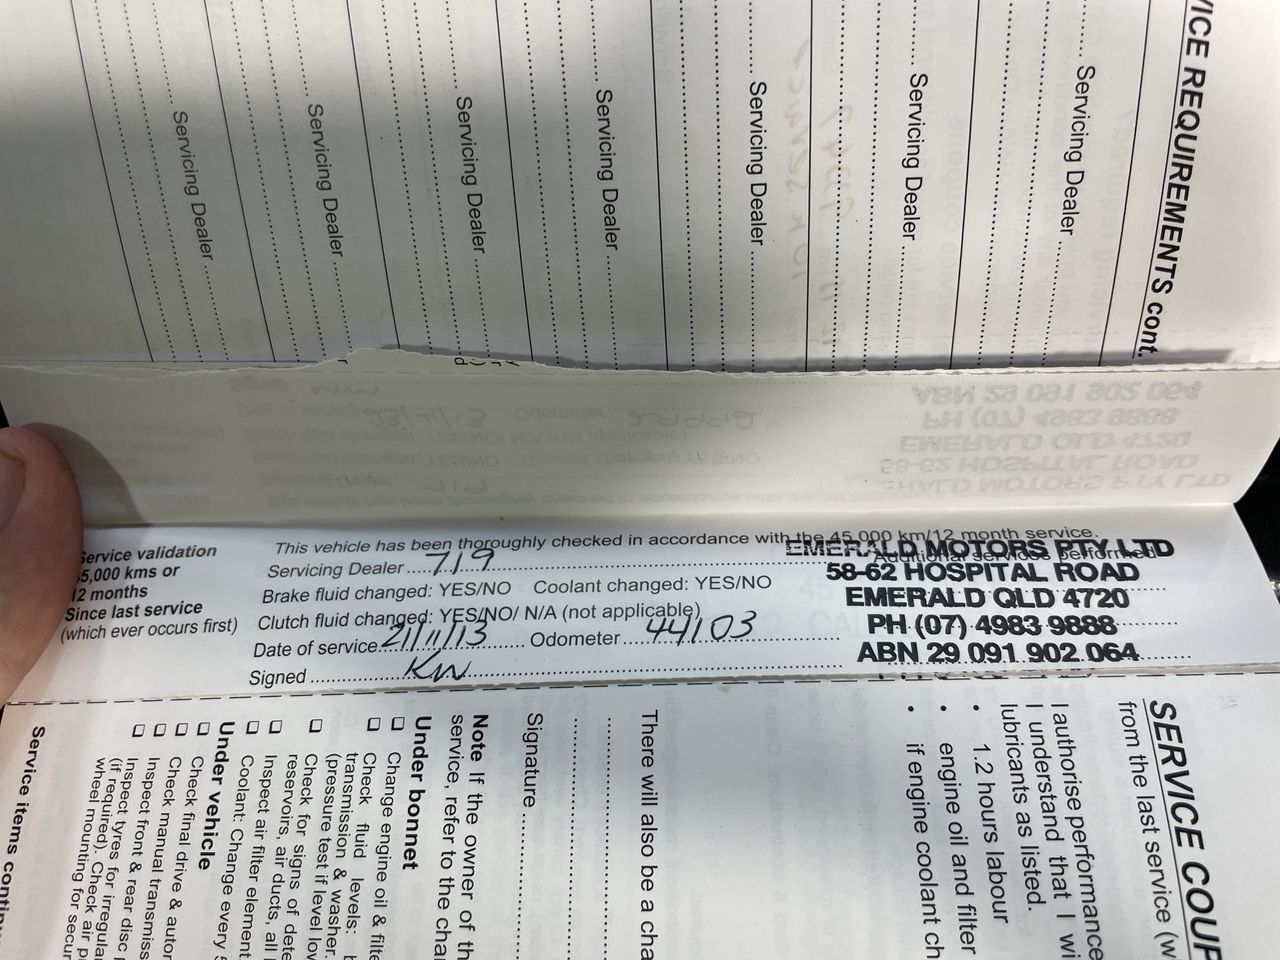 VICE REQUIREMENTS cont.
Servicing Dealer
Servicing Dealer
Servicing Dealer
Servicing Dealer
Servicing Dealer
Servicing Dealer
Servicing Dealer
Service validation
45,000 kms or
12 months
Since last service
(which ever occurs first)
This vehicle has been thoroughly checked in accordance with the 45,000 km/12 month service.
Servicing Dealer 719
Additional services performed
Brake fluid changed: YES/NO Coolant changed: YES/NO
Clutch fluid changed: YES/NO/ N/A (not applicable)
Date of service 21/11/13 Odometer 44103
Signed KW
EMERALD MOTORS PTY LTD
58-62 HOSPITAL ROAD
EMERALD QLD 4720
PH (07) 4983 9888
ABN 29 091 902 064
SERVICE COUP
from the last service (w
I authorise performance
I understand that I wi
lubricants as listed.
• 1.2 hours labour
• engine oil and filter
• if engine coolant ch
There will also be a cha
Signature
Note If the owner of th
service, refer to the cha
Under bonnet
Change engine oil & filte
Check fluid levels: b
transmission & washer.
(pressure test if level lov
Check for signs of dete
reservoirs, air ducts, all
Inspect air filter element.
Coolant: Change every 5
Under vehicle
Check final drive & autor
Check manual transmiss
Inspect front & rear disc
Inspect tyres for irregula
(if required). Check air p
wheel mounting for secur
Service items continu